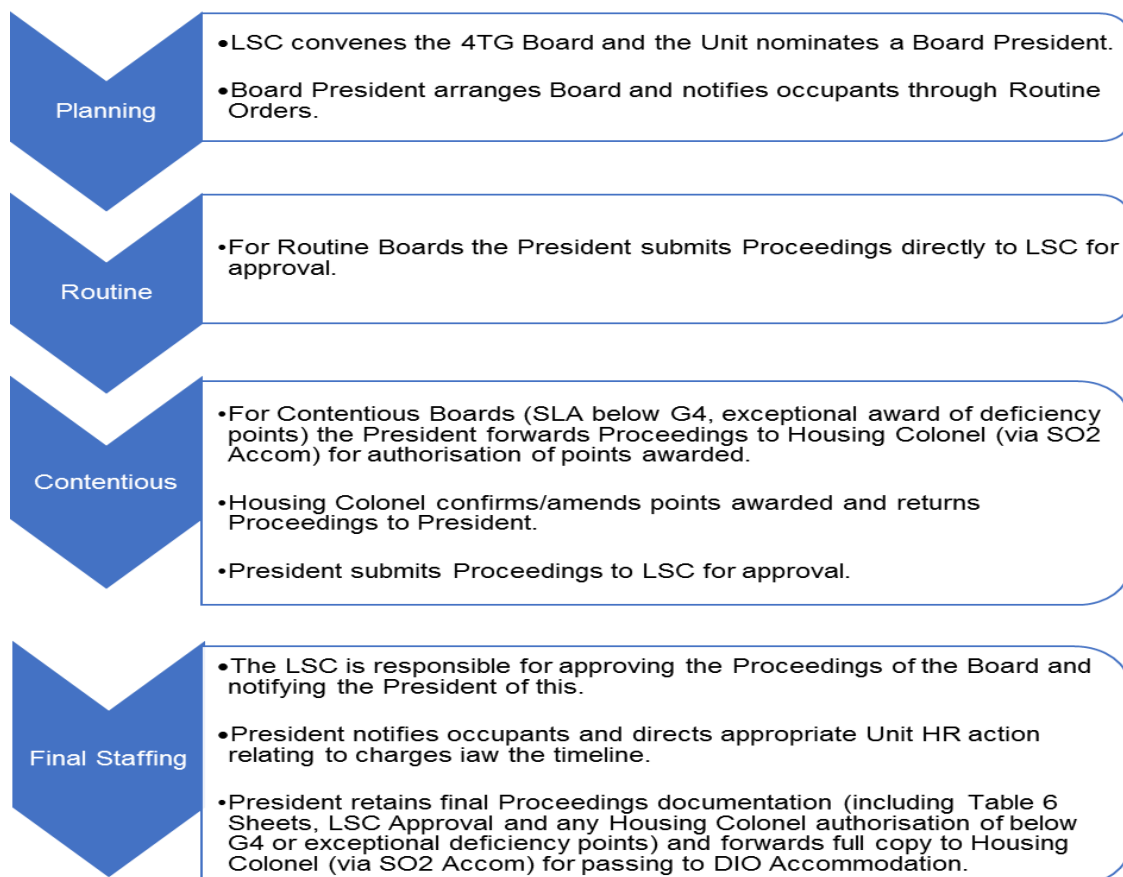 Planning
•LSC convenes the 4TG Board and the Unit nominates a Board President.
•Board President arranges Board and notifies occupants through Routine
Orders.
Routine
•For Routine Boards the President submits Proceedings directly to LSC for
approval.
Contentious
•For Contentious Boards (SLA below G4, exceptional award of deficiency
points) the President forwards Proceedings to Housing Colonel (via SO2
Accom) for authorisation of points awarded.
•Housing Colonel confirms/amends points awarded and returns
Proceedings to President.
•President submits Proceedings to LSC for approval.
Final Staffing
•The LSC is responsible for approving the Proceedings of the Board and
notifying the President of this.
•President notifies occupants and directs appropriate Unit HR action
relating to charges iaw the timeline.
•President retains final Proceedings documentation (including Table 6
Sheets, LSC Approval and any Housing Colonel authorisation of below
G4 or exceptional deficiency points) and forwards full copy to Housing
Colonel (via SO2 Accom) for passing to DIO Accommodation.